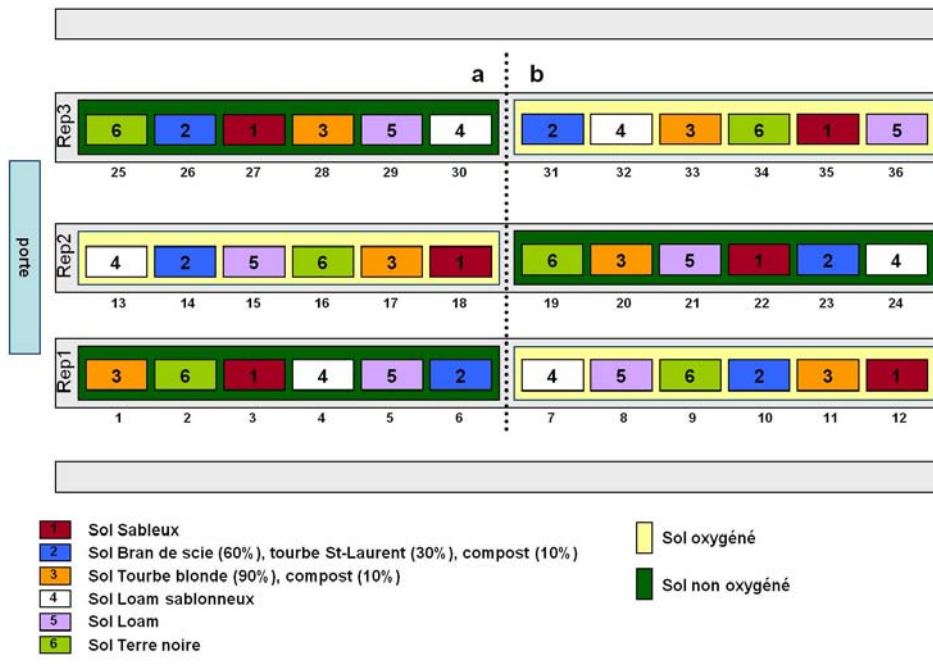 a b
Rep3
6 2 1 3 5 4 2 4 3 6 1 5
25 26 27 28 29 30 31 32 33 34 35 36
porte
Rep2
4 2 5 6 3 1 6 3 5 1 2 4
13 14 15 16 17 18 19 20 21 22 23 24
Rep1
3 6 1 4 5 2 4 5 6 2 3 1
1 2 3 4 5 6 7 8 9 10 11 12
1 Sol Sableux
2 Sol Bran de scie (60%), tourbe St-Laurent (30%), compost (10%)
3 Sol Tourbe blonde (90%), compost (10%)
4 Sol Loam sablonneux
5 Sol Loam
6 Sol Terre noire
Sol oxygéné
Sol non oxygéné